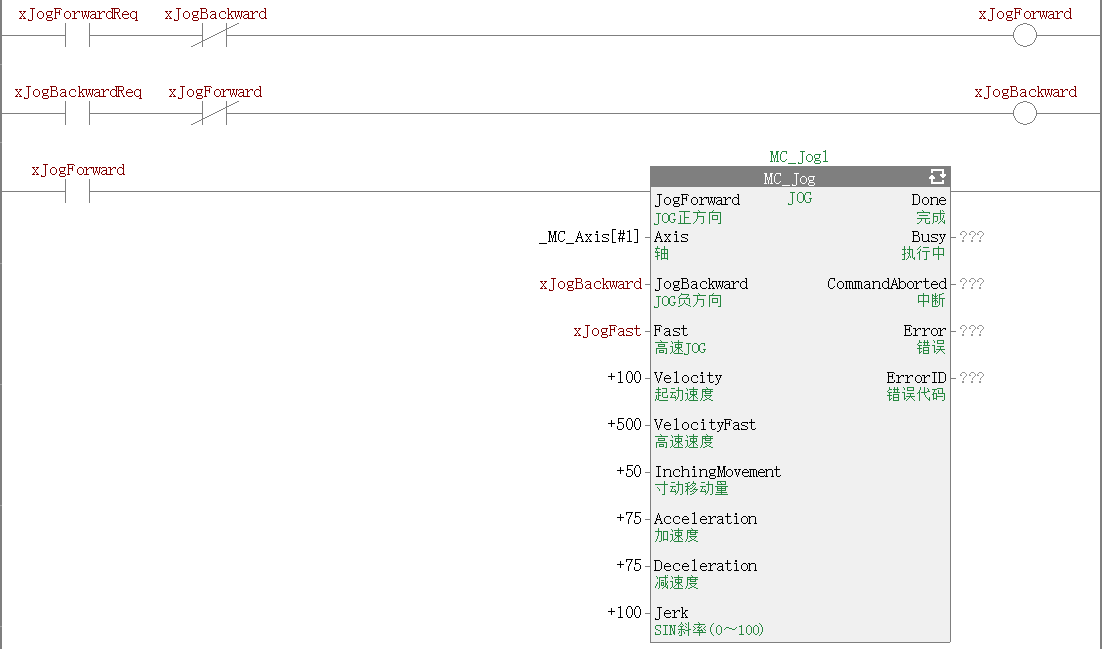 xJogForwardReq xJogBackward xJogForward
xJogBackwardReq xJogForward xJogBackward
xJogForward
MC_Jog1
MC_Jog
JogForward JOG Done
JOG正方向 完成
_MC_Axis[#1] Axis Busy ???
轴 执行中
xJogBackward JogBackward CommandAborted ???
JOG负方向 中断
xJogFast Fast Error ???
高速JOG 错误
+100 Velocity ErrorID ???
起动速度 错误代码
+500 VelocityFast
高速速度
+50 InchingMovement
寸动移动量
+75 Acceleration
加速度
+75 Deceleration
减速度
+100 Jerk
SIN斜率(0～100)